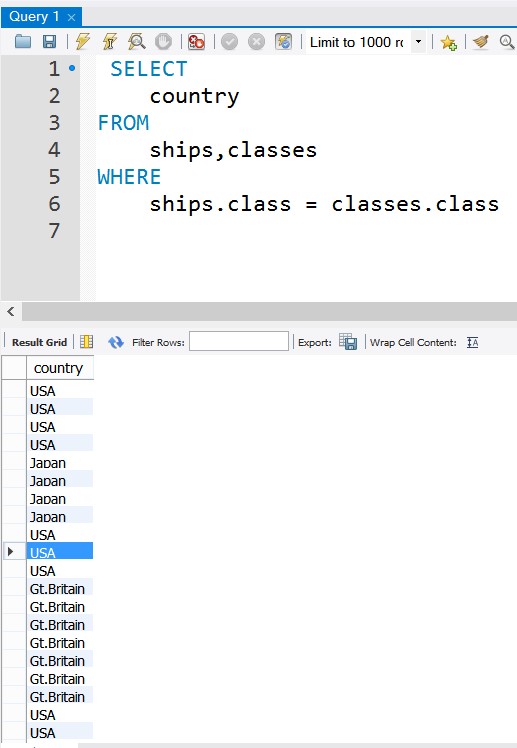 Query 1 ×
Limit to 1000 rc
1 SELECT
2 country
3 FROM
4 ships,classes
5 WHERE
6 ships.class = classes.class
7
Result Grid Filter Rows: Export: Wrap Cell Content: IA
country
USA
USA
USA
USA
Japan
Japan
Japan
Japan
USA
USA
USA
Gt.Britain
Gt.Britain
Gt.Britain
Gt.Britain
Gt.Britain
Gt.Britain
Gt.Britain
USA
USA